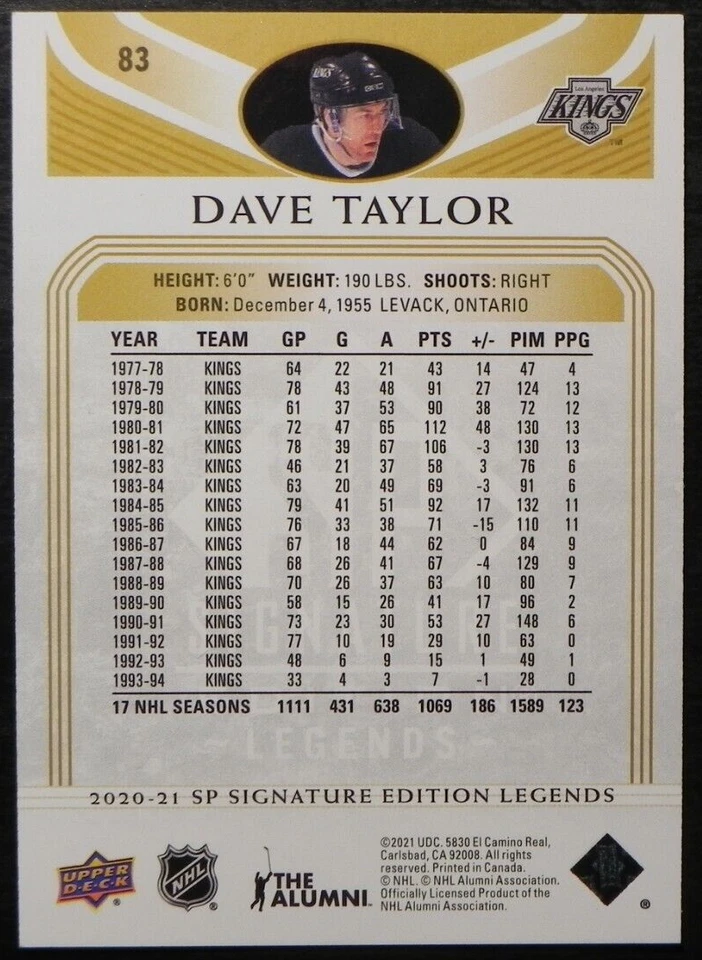 83
KINGS
Los Angeles
KINGS
DAVE TAYLOR
HEIGHT: 6'0" WEIGHT: 190 LBS. SHOOTS: RIGHT
BORN: December 4, 1955 LEVACK, ONTARIO
YEAR TEAM GP G A PTS +/- PIM PPG
1977-78 KINGS 64 22 21 43 14 47 4
1978-79 KINGS 78 43 48 91 27 124 13
1979-80 KINGS 61 37 53 90 38 72 12
1980-81 KINGS 72 47 65 112 48 130 13
1981-82 KINGS 78 39 67 106 -3 130 13
1982-83 KINGS 46 21 37 58 3 76 6
1983-84 KINGS 63 20 49 69 -3 91 6
1984-85 KINGS 79 41 51 92 17 132 11
1985-86 KINGS 76 33 38 71 -15 110 11
1986-87 KINGS 67 18 44 62 0 84 9
1987-88 KINGS 68 26 41 67 -4 129 9
1988-89 KINGS 70 26 37 63 10 80 7
1989-90 KINGS 58 15 26 41 17 96 2
1990-91 KINGS 73 23 30 53 27 148 6
1991-92 KINGS 77 10 19 29 10 63 0
1992-93 KINGS 48 6 9 15 1 49 1
1993-94 KINGS 33 4 3 7 -1 28 0
17 NHL SEASONS 1111 431 638 1069 186 1589 123
SIGNATURE
LEGENDS
2020-21 SP SIGNATURE EDITION LEGENDS
UPPER
DECK
®
NHL
®
THE
ALUMNI™
©2021 UDC. 5830 El Camino Real,
Carlsbad, CA 92008. All rights
reserved. Printed in Canada.
© NHL. © NHL Alumni Association.
Officially Licensed Product of the
NHL Alumni Association.
®